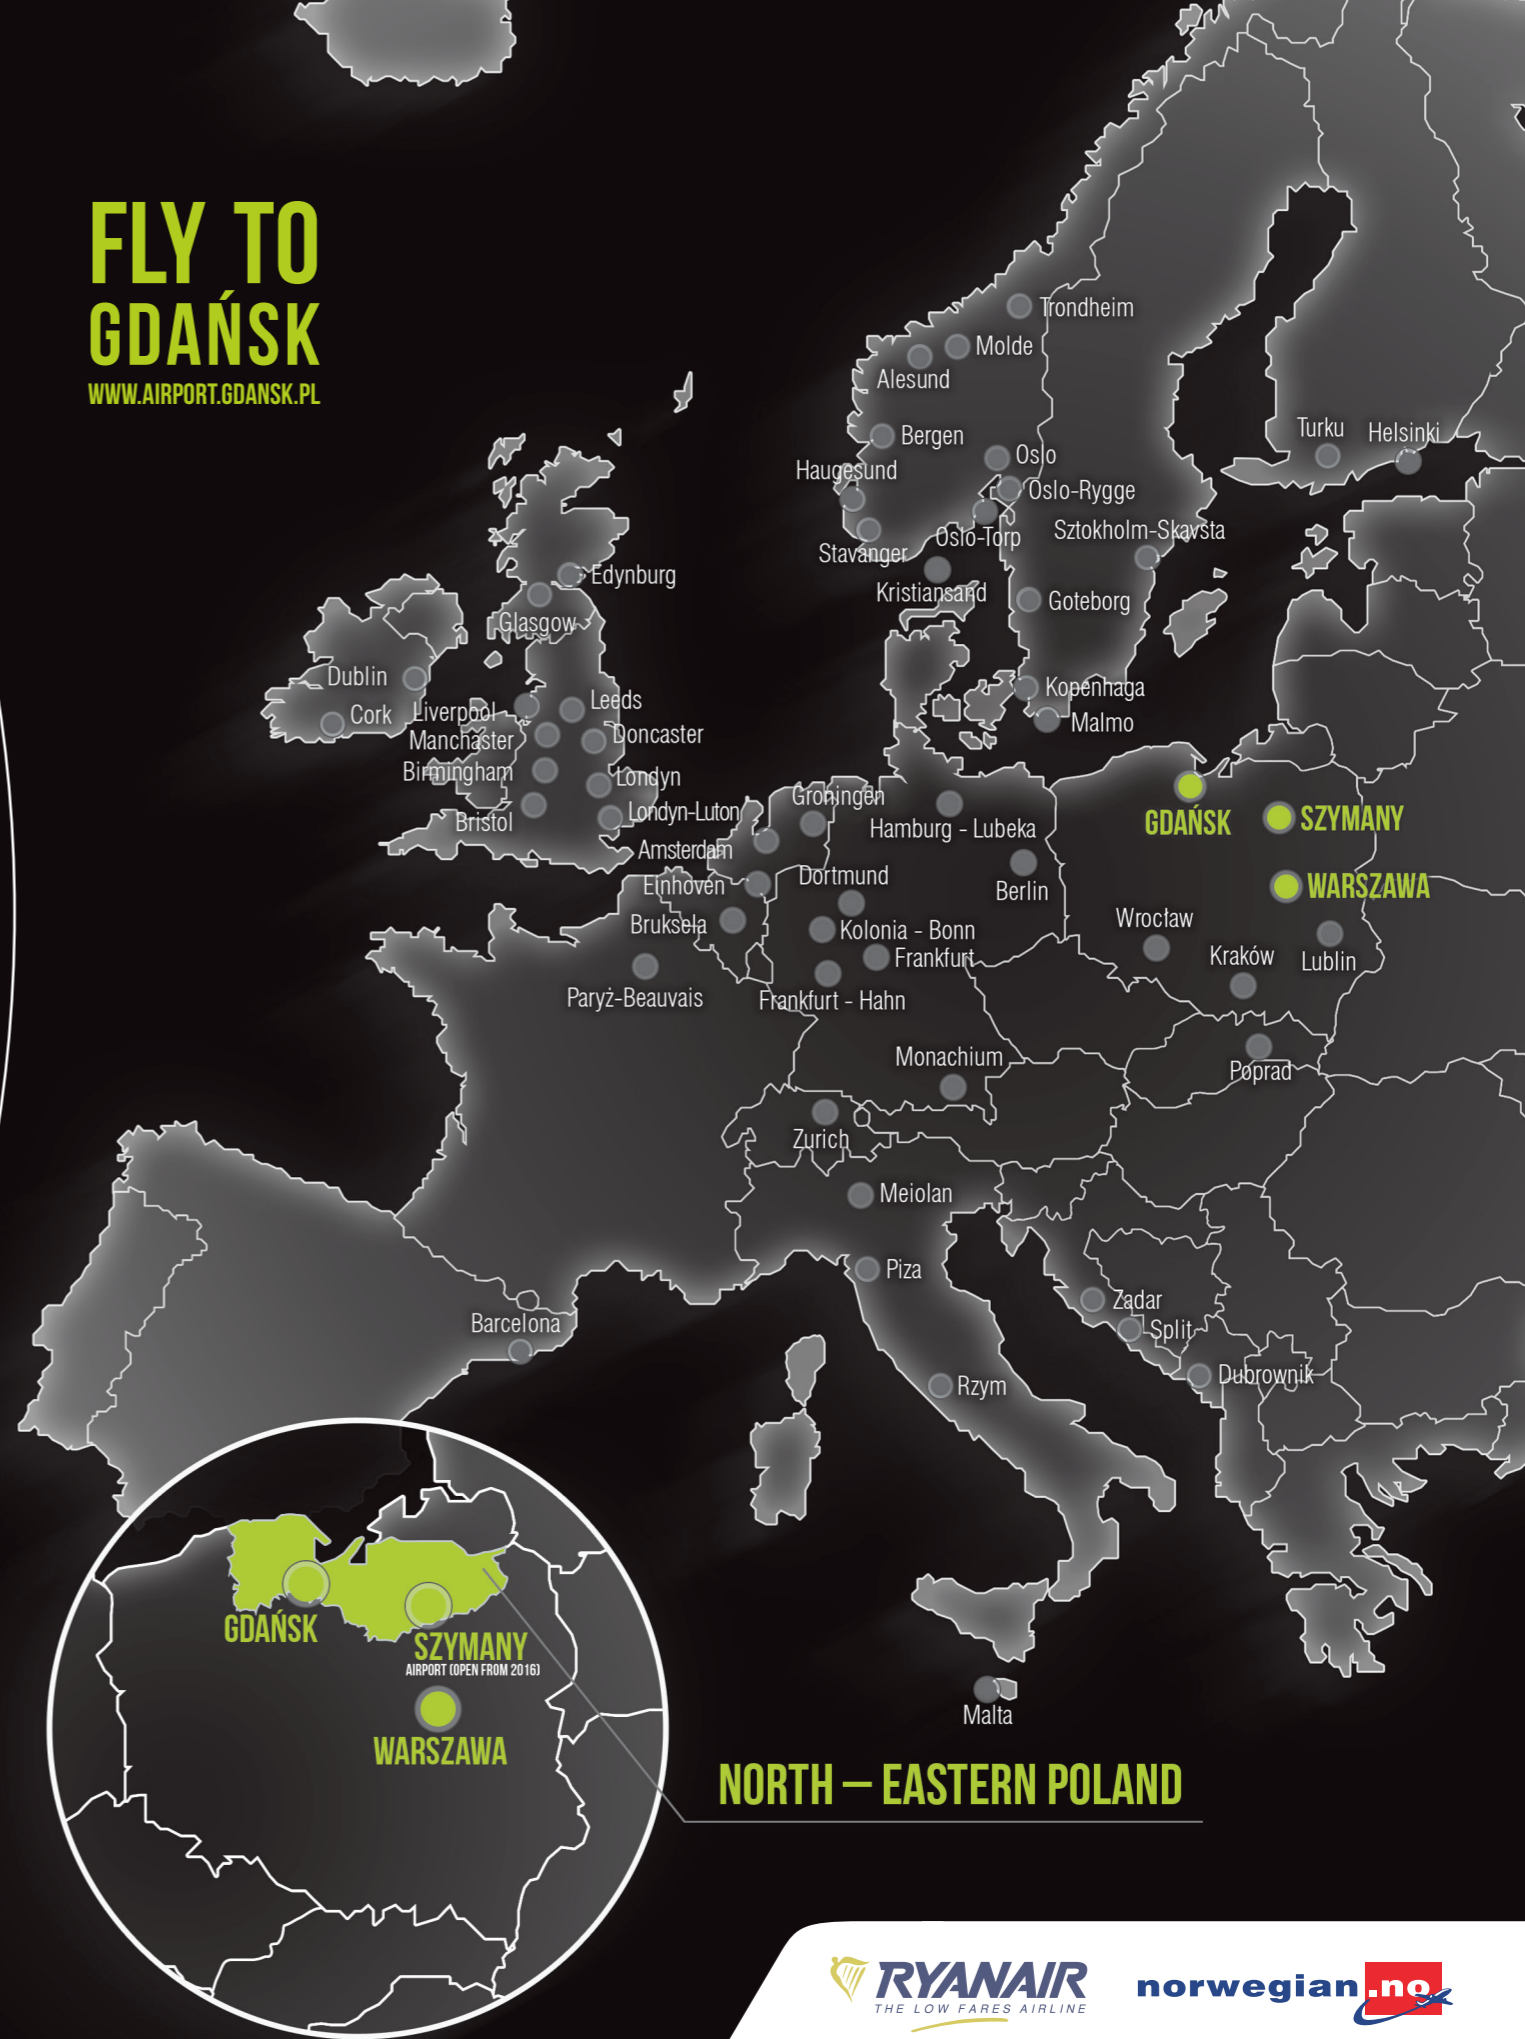 FLY TO
GDAŃSK
WWW.AIRPORT.GDANSK.PL
Trondheim
Molde
Alesund
Bergen
Turku
Helsinki
Oslo
Haugesund
Oslo-Rygge
Sztokholm-Skavsta
Oslo-Torp
Stavanger
Edynburg
Kristiansand
Goteborg
Glasgow
Dublin
Kopenhaga
Leeds
Liverpool
Cork
Malmo
Doncaster
Manchaster
Birmingham
Londyn
Groningen
Londyn-Luton
Bristol
GDAŃSK
SZYMANY
Hamburg - Lubeka
Amsterdam
Dortmund
Einhoven
WARSZAWA
Berlin
Wrocław
Bruksela
Kolonia - Bonn
Frankfurt
Kraków
Lublin
Paryż-Beauvais
Frankfurt - Hahn
Monachium
Poprad
Zurich
Meiolan
Piza
Zadar
Barcelona
Split
Dubrownik
Rzym
GDAŃSK
SZYMANY
AIRPORT (OPEN FROM 2016)
Malta
WARSZAWA
NORTH – EASTERN POLAND
RYANAIR
THE LOW FARES AIRLINE
norwegian.no